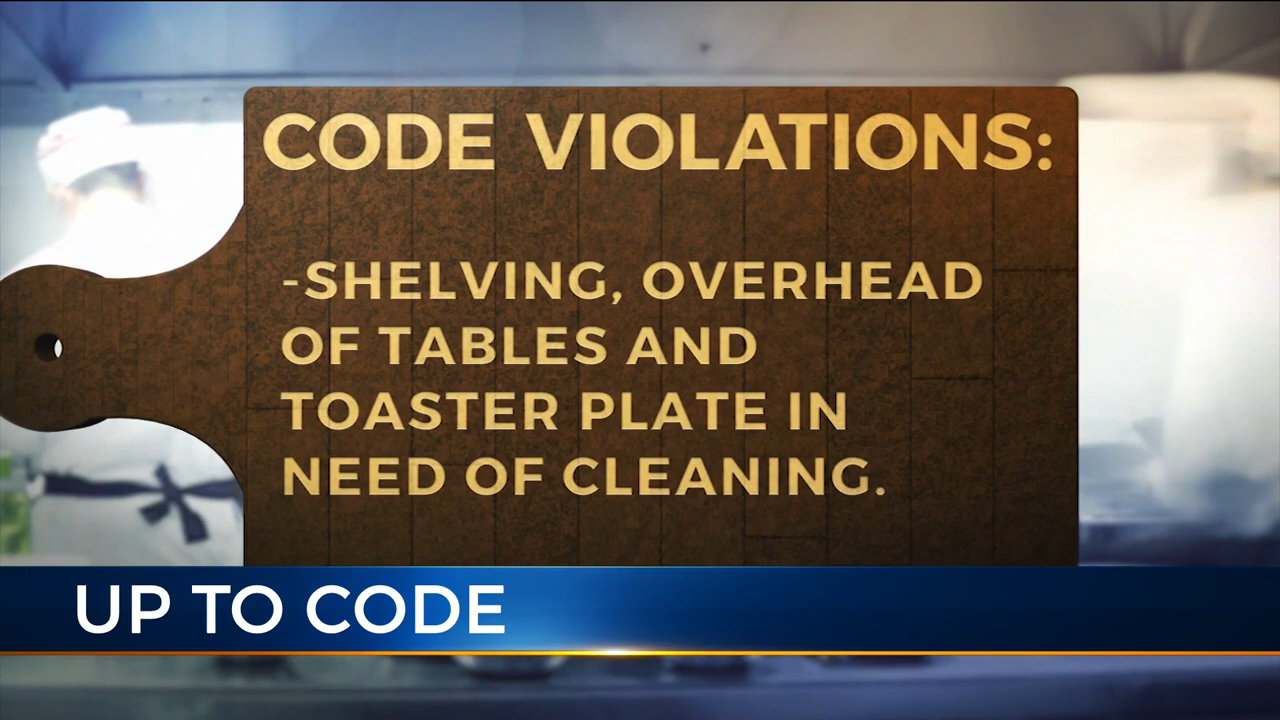 CODE VIOLATIONS:
-SHELVING, OVERHEAD
OF TABLES AND
TOASTER PLATE IN
NEED OF CLEANING.
UP TO CODE